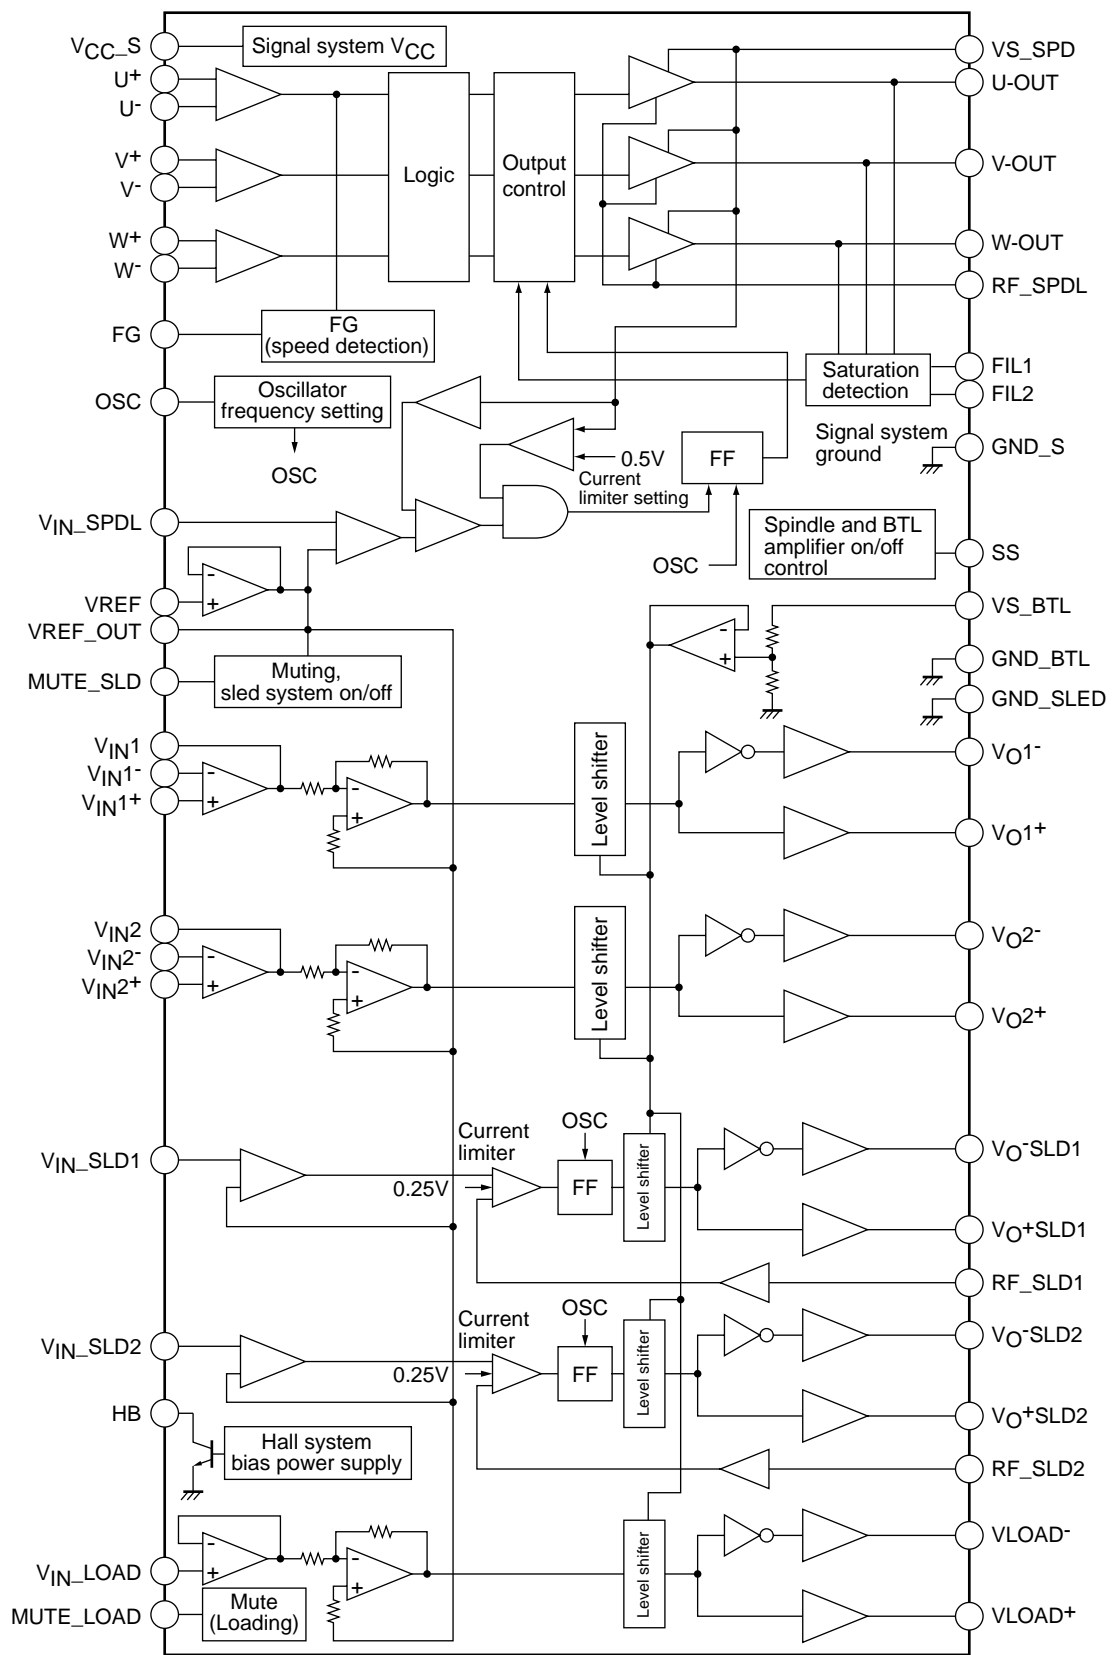 VCC_S
Signal system VCC
VS_SPD
U+
U-
U-OUT
V+
V-
Logic
Output
control
V-OUT
W+
W-
W-OUT
RF_SPDL
FG
FG
(speed detection)
Saturation
detection
FIL1
FIL2
OSC
Oscillator
frequency setting
OSC
Signal system
ground
GND_S
0.5V
Current
limiter setting
FF
VIN_SPDL
OSC
Spindle and BTL
amplifier on/off
control
SS
-
+
VREF
VREF_OUT
VS_BTL
-
+
GND_BTL
MUTE_SLD
Muting,
sled system on/off
GND_SLED
VIN1
VIN1-
VIN1+
-
+
-
+
Level shifter
VO1-
VO1+
VIN2
VIN2-
VIN2+
-
+
-
+
Level shifter
VO2-
VO2+
VIN_SLD1
Current
limiter
0.25V
OSC
FF
Level shifter
VO-SLD1
VO+SLD1
RF_SLD1
VIN_SLD2
Current
limiter
0.25V
OSC
FF
Level shifter
VO-SLD2
VO+SLD2
HB
Hall system
bias power supply
RF_SLD2
-
+
-
+
Level shifter
VLOAD-
VIN_LOAD
MUTE_LOAD
Mute
(Loading)
VLOAD+